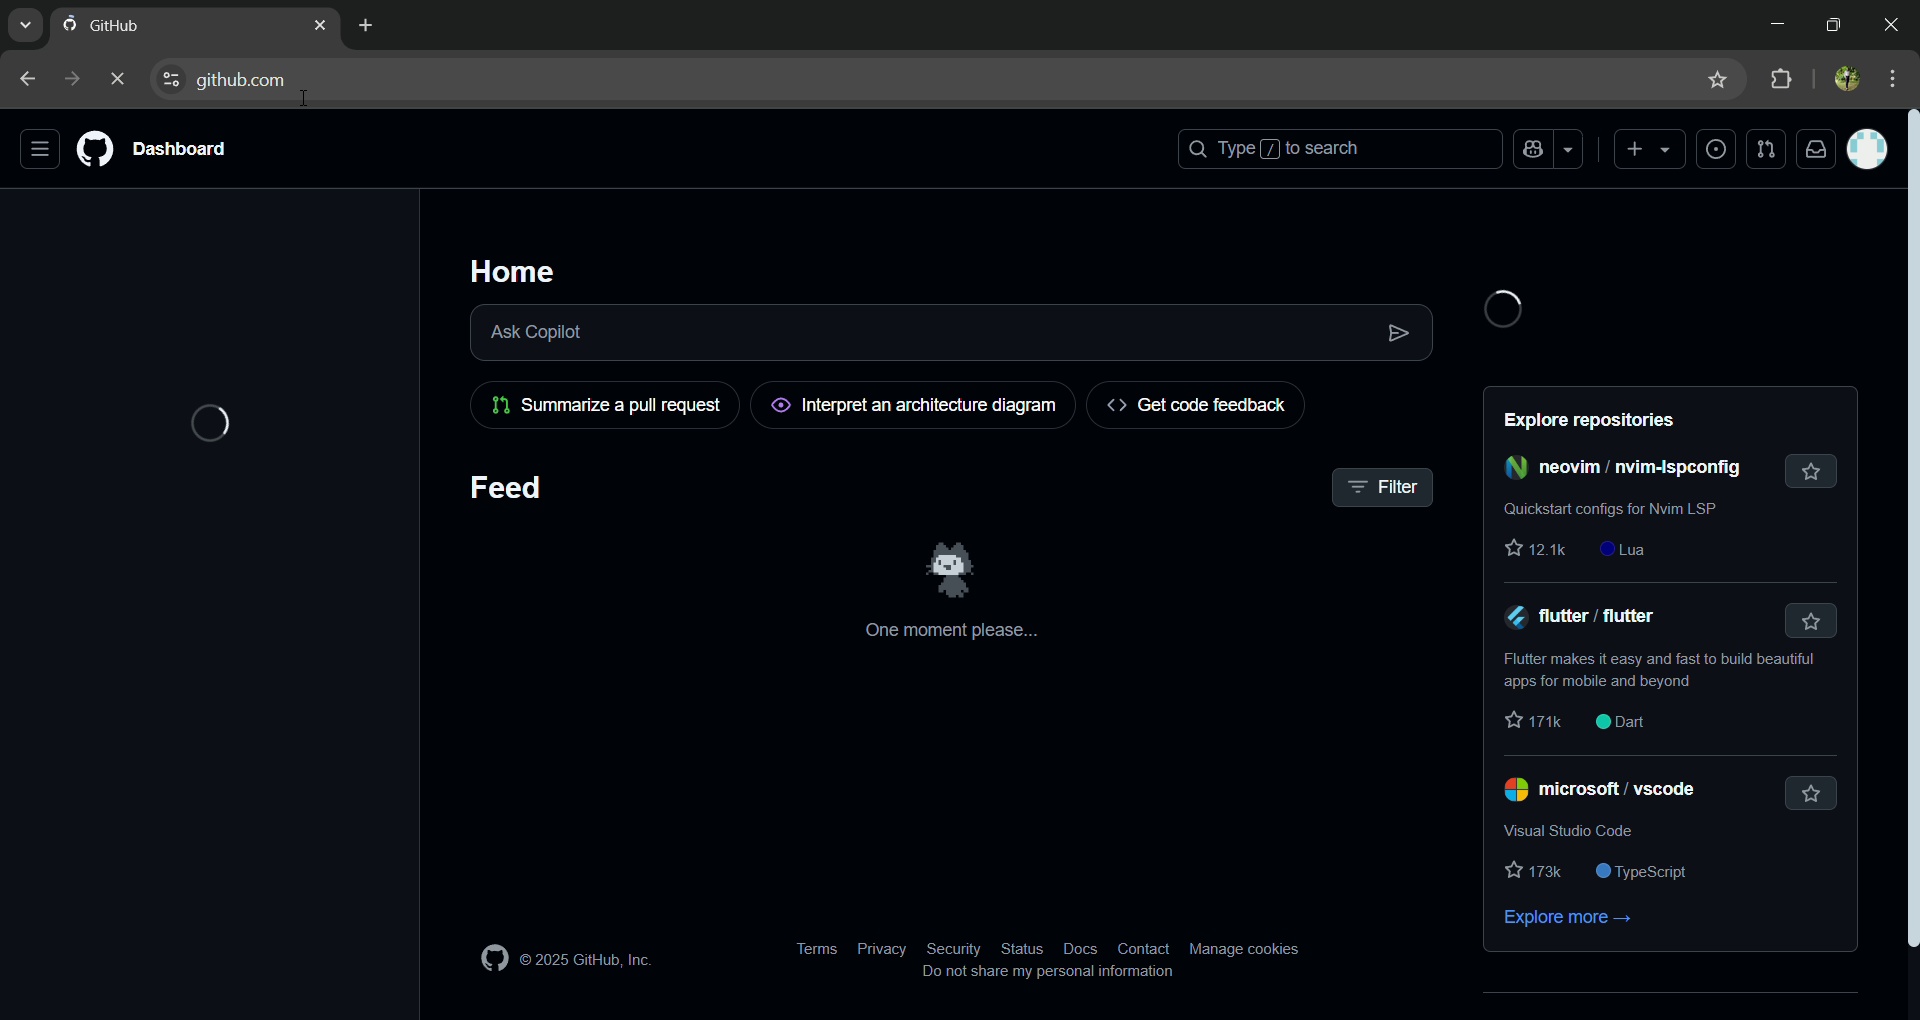 GitHub
github.com
Dashboard
Type / to search
Home
Ask Copilot
Summarize a pull request
Interpret an architecture diagram
Get code feedback
Feed
Filter
One moment please...
Explore repositories
neovim / nvim-lspconfig
Quickstart configs for Nvim LSP
12.1k Lua
flutter / flutter
Flutter makes it easy and fast to build beautiful
apps for mobile and beyond
171k Dart
microsoft / vscode
Visual Studio Code
173k TypeScript
Explore more →
© 2025 GitHub, Inc.
Terms Privacy Security Status Docs Contact Manage cookies
Do not share my personal information